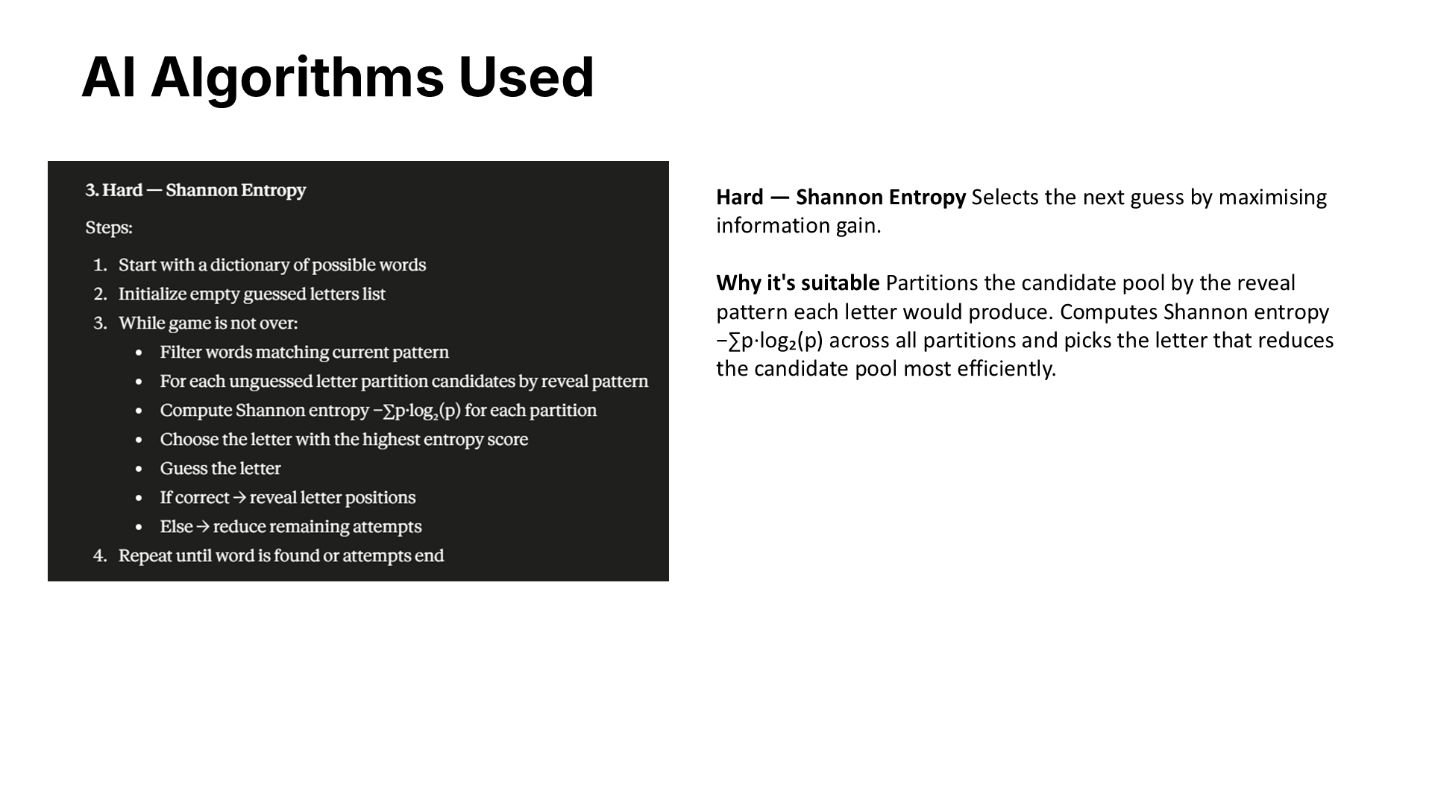 AI Algorithms Used
3. Hard — Shannon Entropy
Steps:
1. Start with a dictionary of possible words
2. Initialize empty guessed letters list
3. While game is not over:
• Filter words matching current pattern
• For each unguessed letter partition candidates by reveal pattern
• Compute Shannon entropy −∑p·log₂(p) for each partition
• Choose the letter with the highest entropy score
• Guess the letter
• If correct → reveal letter positions
• Else → reduce remaining attempts
4. Repeat until word is found or attempts end
Hard — Shannon Entropy Selects the next guess by maximising
information gain.
Why it's suitable Partitions the candidate pool by the reveal
pattern each letter would produce. Computes Shannon entropy
−∑p·log₂(p) across all partitions and picks the letter that reduces
the candidate pool most efficiently.